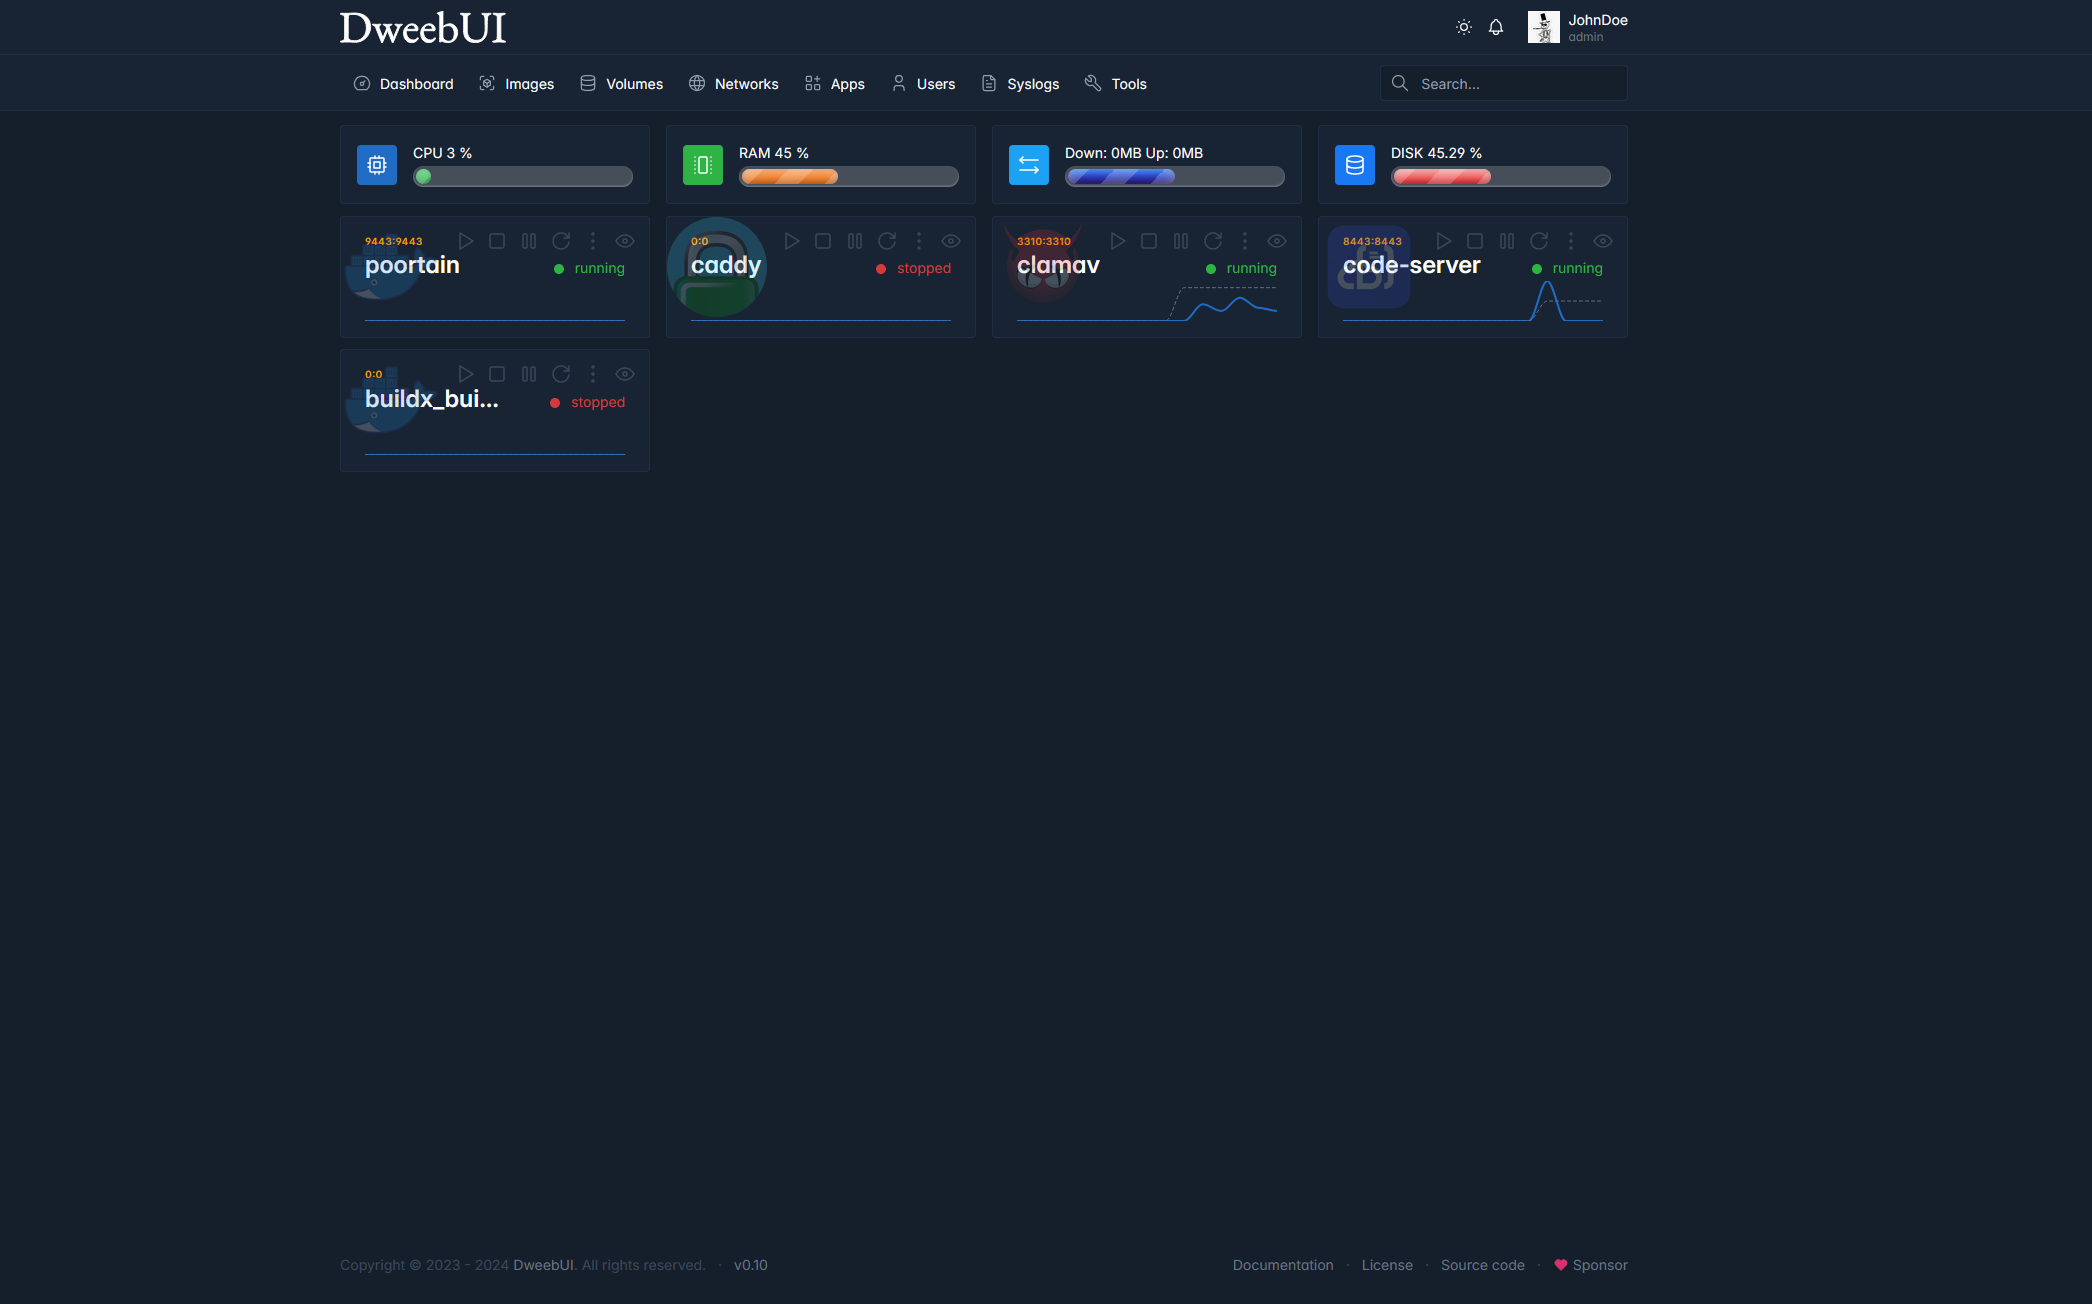 DweebUI
JohnDoe
admin
Dashboard Images Volumes Networks Apps Users Syslogs Tools Search...
CPU 3 %
RAM 45 %
Down: 0MB Up: 0MB
DISK 45.29 %
9443:9443
poortain
running
0:0
caddy
stopped
3310:3310
clamav
running
8443:8443
code-server
running
0:0
buildx_bui...
stopped
Copyright © 2023 - 2024 DweebUI. All rights reserved. · v0.10
Documentation · License · Source code · Sponsor